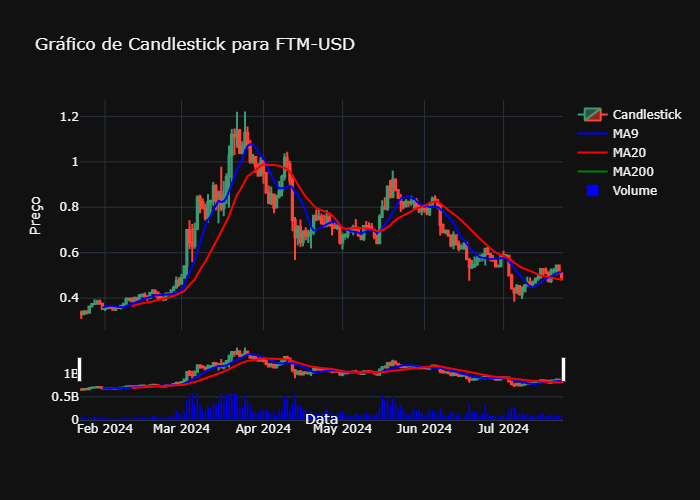 Gráfico de Candlestick para FTM-USD
Candlestick
MA9
MA20
MA200
Volume
Preço
1.2
1
0.8
0.6
0.4
1B
0.5B
0
Data
Feb 2024 Mar 2024 Apr 2024 May 2024 Jun 2024 Jul 2024